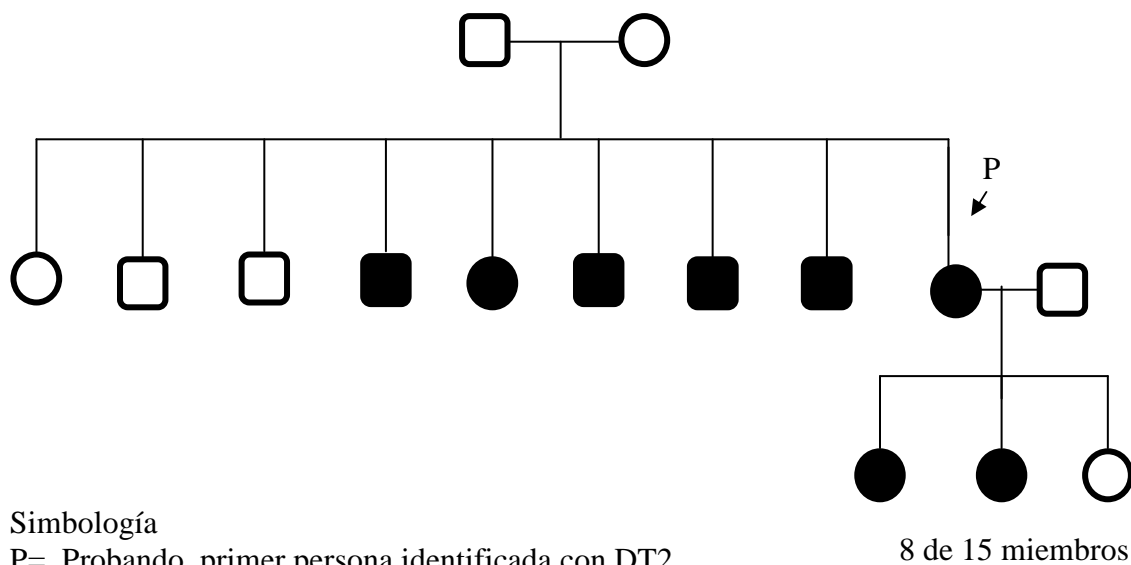 P
Simbología
P= Probando, primer persona identificada con DT2
8 de 15 miembros